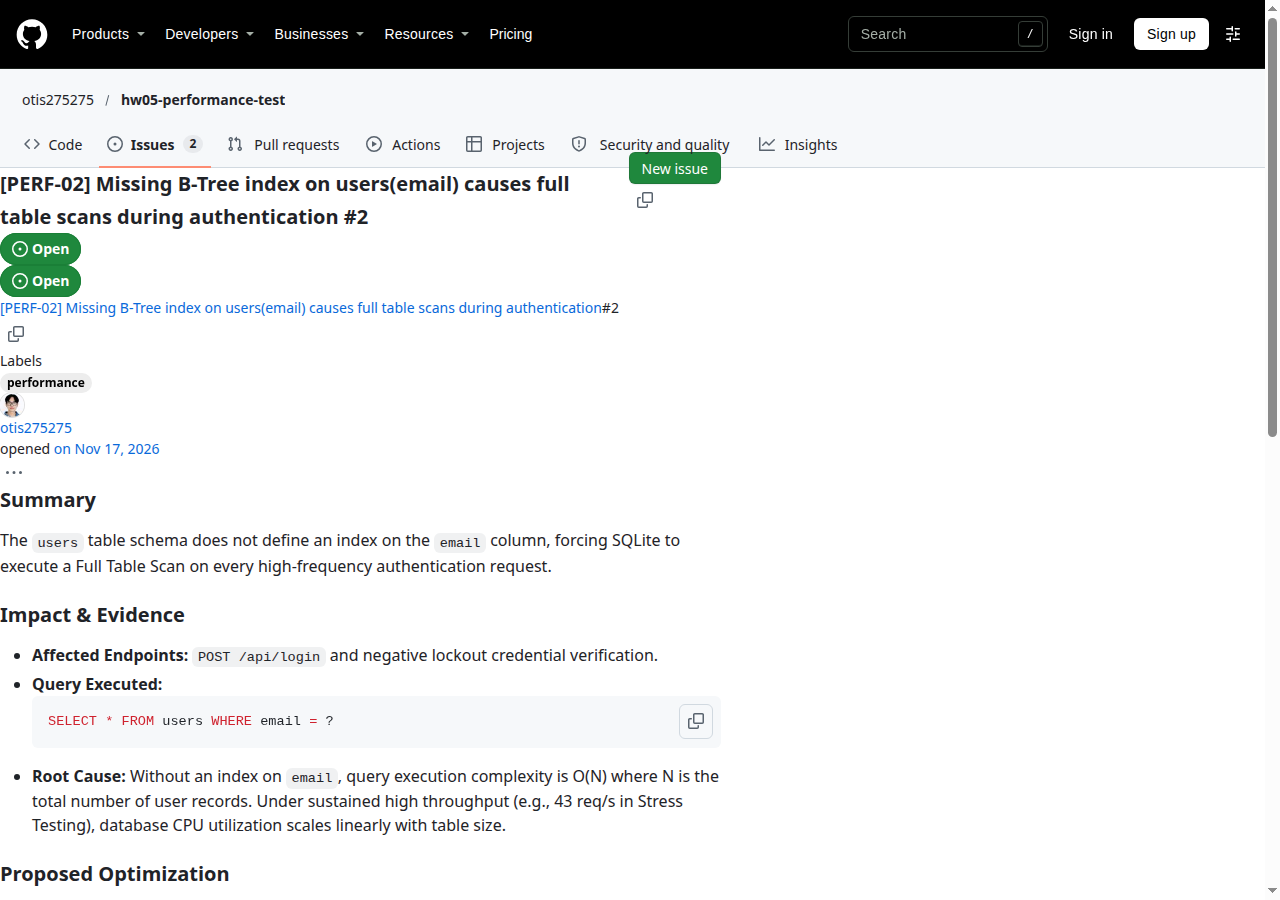 Products Developers Businesses Resources Pricing Search / Sign in Sign up
otis275275 / hw05-performance-test
Code Issues 2 Pull requests Actions Projects Security and quality Insights
New issue
[PERF-02] Missing B-Tree index on users(email) causes full
table scans during authentication #2
Open
Open
[PERF-02] Missing B-Tree index on users(email) causes full table scans during authentication#2
Labels
performance
otis275275
opened on Nov 17, 2026
Summary
The users table schema does not define an index on the email column, forcing SQLite to
execute a Full Table Scan on every high-frequency authentication request.
Impact & Evidence
Affected Endpoints: POST /api/login and negative lockout credential verification.
Query Executed:
SELECT * FROM users WHERE email = ?
Root Cause: Without an index on email, query execution complexity is O(N) where N is the
total number of user records. Under sustained high throughput (e.g., 43 req/s in Stress
Testing), database CPU utilization scales linearly with table size.
Proposed Optimization